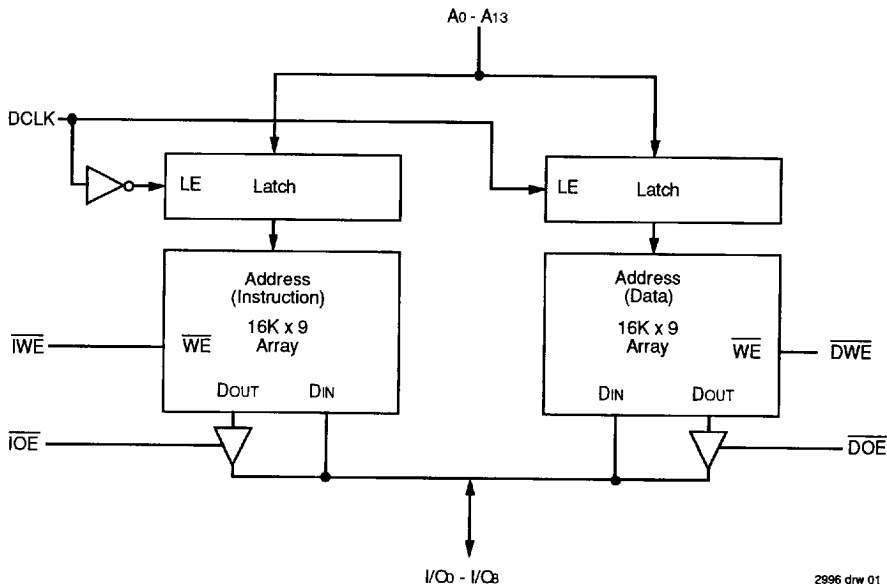 A0 - A13
DCLK
LE Latch
LE Latch
Address
(Instruction)
16K x 9
Array
Address
(Data)
16K x 9
Array
IWE
WE
WE
DWE
DOUT DIN
DIN DOUT
IOE
DOE
I/O0 - I/O8
2996 drw 01